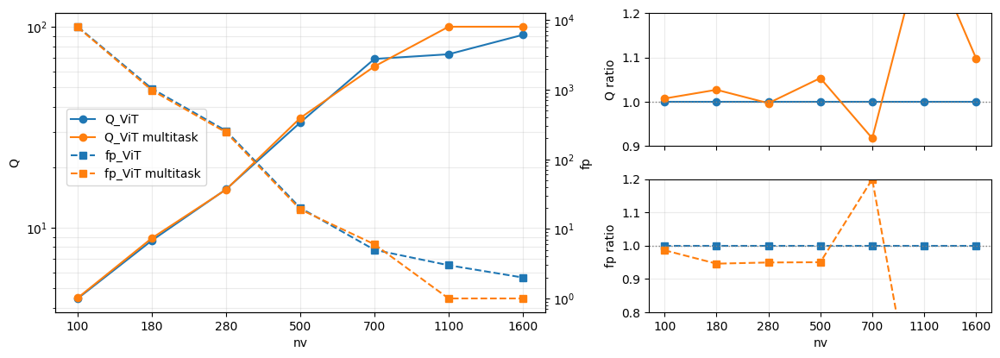 10²
10¹
Q
Q_ViT
Q_ViT multitask
fp_ViT
fp_ViT multitask
100 180 280 500 700 1100 1600
nv
10⁴
10³
10²
10¹
10⁰
fp
1.2
1.1
1.0
0.9
Q ratio
1.2
1.1
1.0
0.9
0.8
fp ratio
100 180 280 500 700 1100 1600
nv